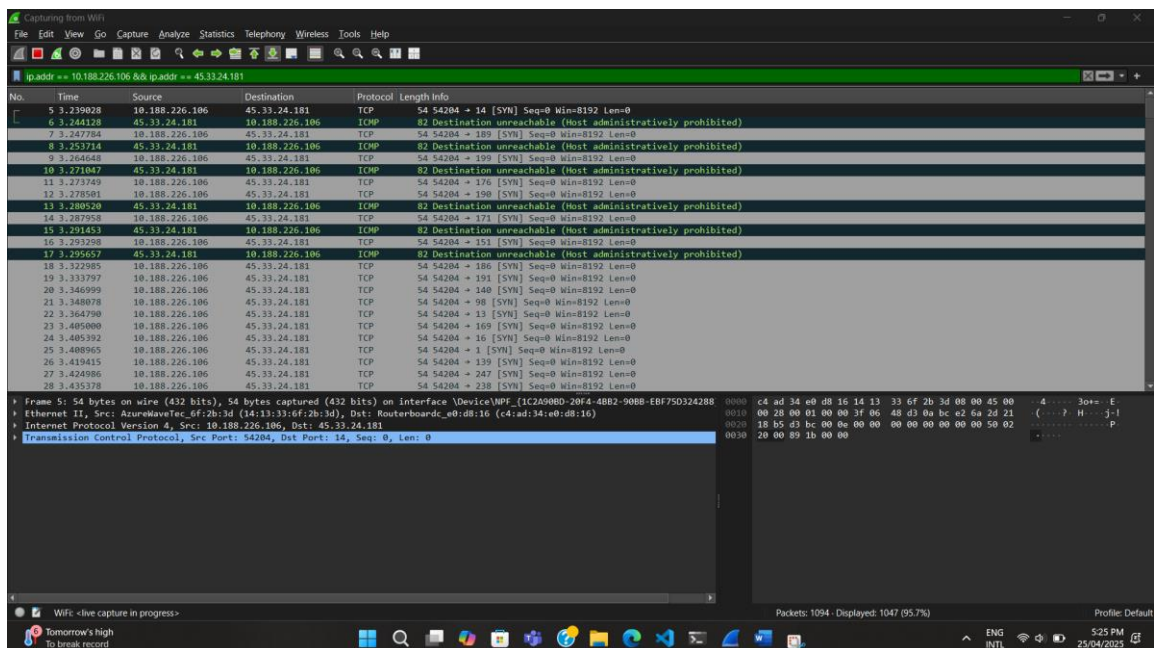 Capturing from WiFi
File Edit View Go Capture Analyze Statistics Telephony Wireless Tools Help
ip.addr == 10.188.226.106 && ip.addr == 45.33.24.181
No. Time Source Destination Protocol Length Info
5 3.239028 10.188.226.106 45.33.24.181 TCP 54 54204 → 14 [SYN] Seq=0 Win=8192 Len=0
6 3.244128 45.33.24.181 10.188.226.106 ICMP 82 Destination unreachable (Host administratively prohibited)
7 3.247784 10.188.226.106 45.33.24.181 TCP 54 54204 → 189 [SYN] Seq=0 Win=8192 Len=0
8 3.253714 45.33.24.181 10.188.226.106 ICMP 82 Destination unreachable (Host administratively prohibited)
9 3.264648 10.188.226.106 45.33.24.181 TCP 54 54204 → 199 [SYN] Seq=0 Win=8192 Len=0
10 3.271047 45.33.24.181 10.188.226.106 ICMP 82 Destination unreachable (Host administratively prohibited)
11 3.273749 10.188.226.106 45.33.24.181 TCP 54 54204 → 176 [SYN] Seq=0 Win=8192 Len=0
12 3.278501 10.188.226.106 45.33.24.181 TCP 54 54204 → 190 [SYN] Seq=0 Win=8192 Len=0
13 3.280520 45.33.24.181 10.188.226.106 ICMP 82 Destination unreachable (Host administratively prohibited)
14 3.287958 10.188.226.106 45.33.24.181 TCP 54 54204 → 171 [SYN] Seq=0 Win=8192 Len=0
15 3.291453 45.33.24.181 10.188.226.106 ICMP 82 Destination unreachable (Host administratively prohibited)
16 3.293298 10.188.226.106 45.33.24.181 TCP 54 54204 → 151 [SYN] Seq=0 Win=8192 Len=0
17 3.295657 45.33.24.181 10.188.226.106 ICMP 82 Destination unreachable (Host administratively prohibited)
18 3.322985 10.188.226.106 45.33.24.181 TCP 54 54204 → 186 [SYN] Seq=0 Win=8192 Len=0
19 3.333797 10.188.226.106 45.33.24.181 TCP 54 54204 → 191 [SYN] Seq=0 Win=8192 Len=0
20 3.346999 10.188.226.106 45.33.24.181 TCP 54 54204 → 140 [SYN] Seq=0 Win=8192 Len=0
21 3.348078 10.188.226.106 45.33.24.181 TCP 54 54204 → 98 [SYN] Seq=0 Win=8192 Len=0
22 3.364790 10.188.226.106 45.33.24.181 TCP 54 54204 → 13 [SYN] Seq=0 Win=8192 Len=0
23 3.405000 10.188.226.106 45.33.24.181 TCP 54 54204 → 169 [SYN] Seq=0 Win=8192 Len=0
24 3.405392 10.188.226.106 45.33.24.181 TCP 54 54204 → 16 [SYN] Seq=0 Win=8192 Len=0
25 3.408965 10.188.226.106 45.33.24.181 TCP 54 54204 → 1 [SYN] Seq=0 Win=8192 Len=0
26 3.419415 10.188.226.106 45.33.24.181 TCP 54 54204 → 139 [SYN] Seq=0 Win=8192 Len=0
27 3.424986 10.188.226.106 45.33.24.181 TCP 54 54204 → 247 [SYN] Seq=0 Win=8192 Len=0
28 3.435378 10.188.226.106 45.33.24.181 TCP 54 54204 → 238 [SYN] Seq=0 Win=8192 Len=0
Frame 5: 54 bytes on wire (432 bits), 54 bytes captured (432 bits) on interface \Device\NPF_{1C2A90BD-20F4-4BB2-90BB-EBF75D324288
Ethernet II, Src: AzureWaveTec_6f:2b:3d (14:13:33:6f:2b:3d), Dst: Routerboardc_e0:d8:16 (c4:ad:34:e0:d8:16)
Internet Protocol Version 4, Src: 10.188.226.106, Dst: 45.33.24.181
Transmission Control Protocol, Src Port: 54204, Dst Port: 14, Seq: 0, Len: 0
0000 c4 ad 34 e0 d8 16 14 13 33 6f 2b 3d 08 00 45 00 ··4····· 3o+=··E·
0010 00 28 00 01 00 00 3f 06 48 d3 0a bc e2 6a 2d 21 ·(····?· H····j-!
0020 18 b5 d3 bc 00 0e 00 00 00 00 00 00 00 00 50 02 ········ ······P·
0030 20 00 89 1b 00 00 ·····
WiFi: <live capture in progress>
Packets: 1094 · Displayed: 1047 (95.7%)
Profile: Default
6
Tomorrow's high
To break record
ENG
INTL
5:25 PM
25/04/2025